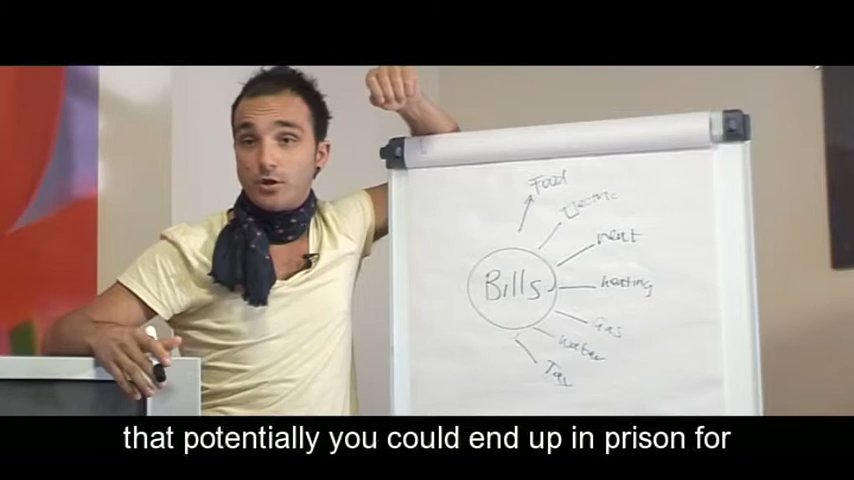 Food
Electric
rent
Bills
heating
Gas
water
Tax
that potentially you could end up in prison for